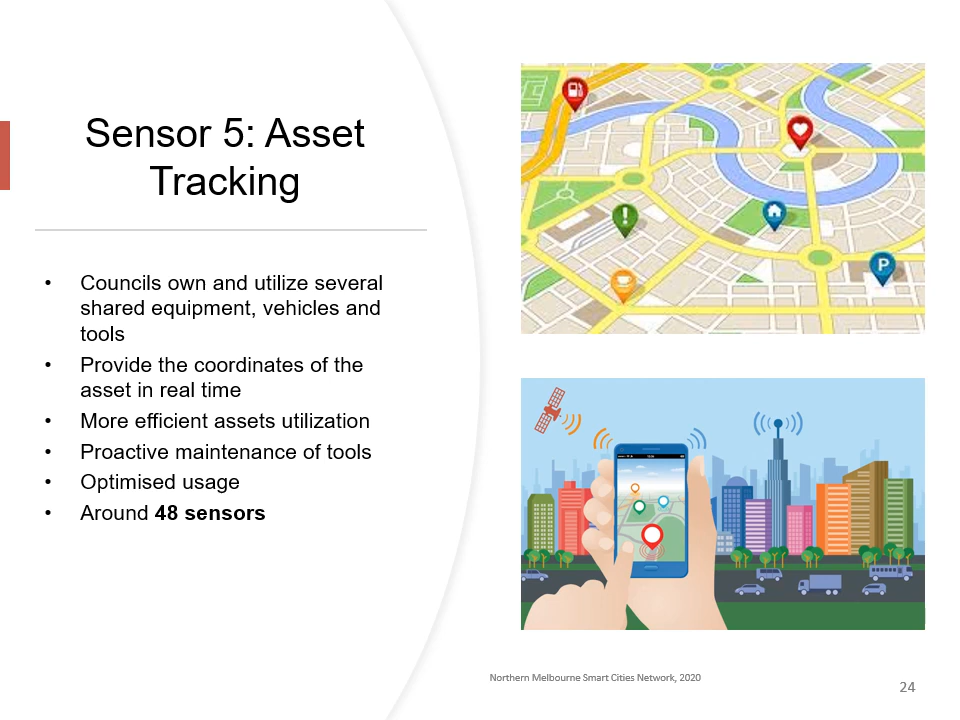 Sensor 5: Asset
Tracking
• Councils own and utilize several
shared equipment, vehicles and
tools
• Provide the coordinates of the
asset in real time
• More efficient assets utilization
• Proactive maintenance of tools
• Optimised usage
• Around 48 sensors
P
Northern Melbourne Smart Cities Network, 2020
24